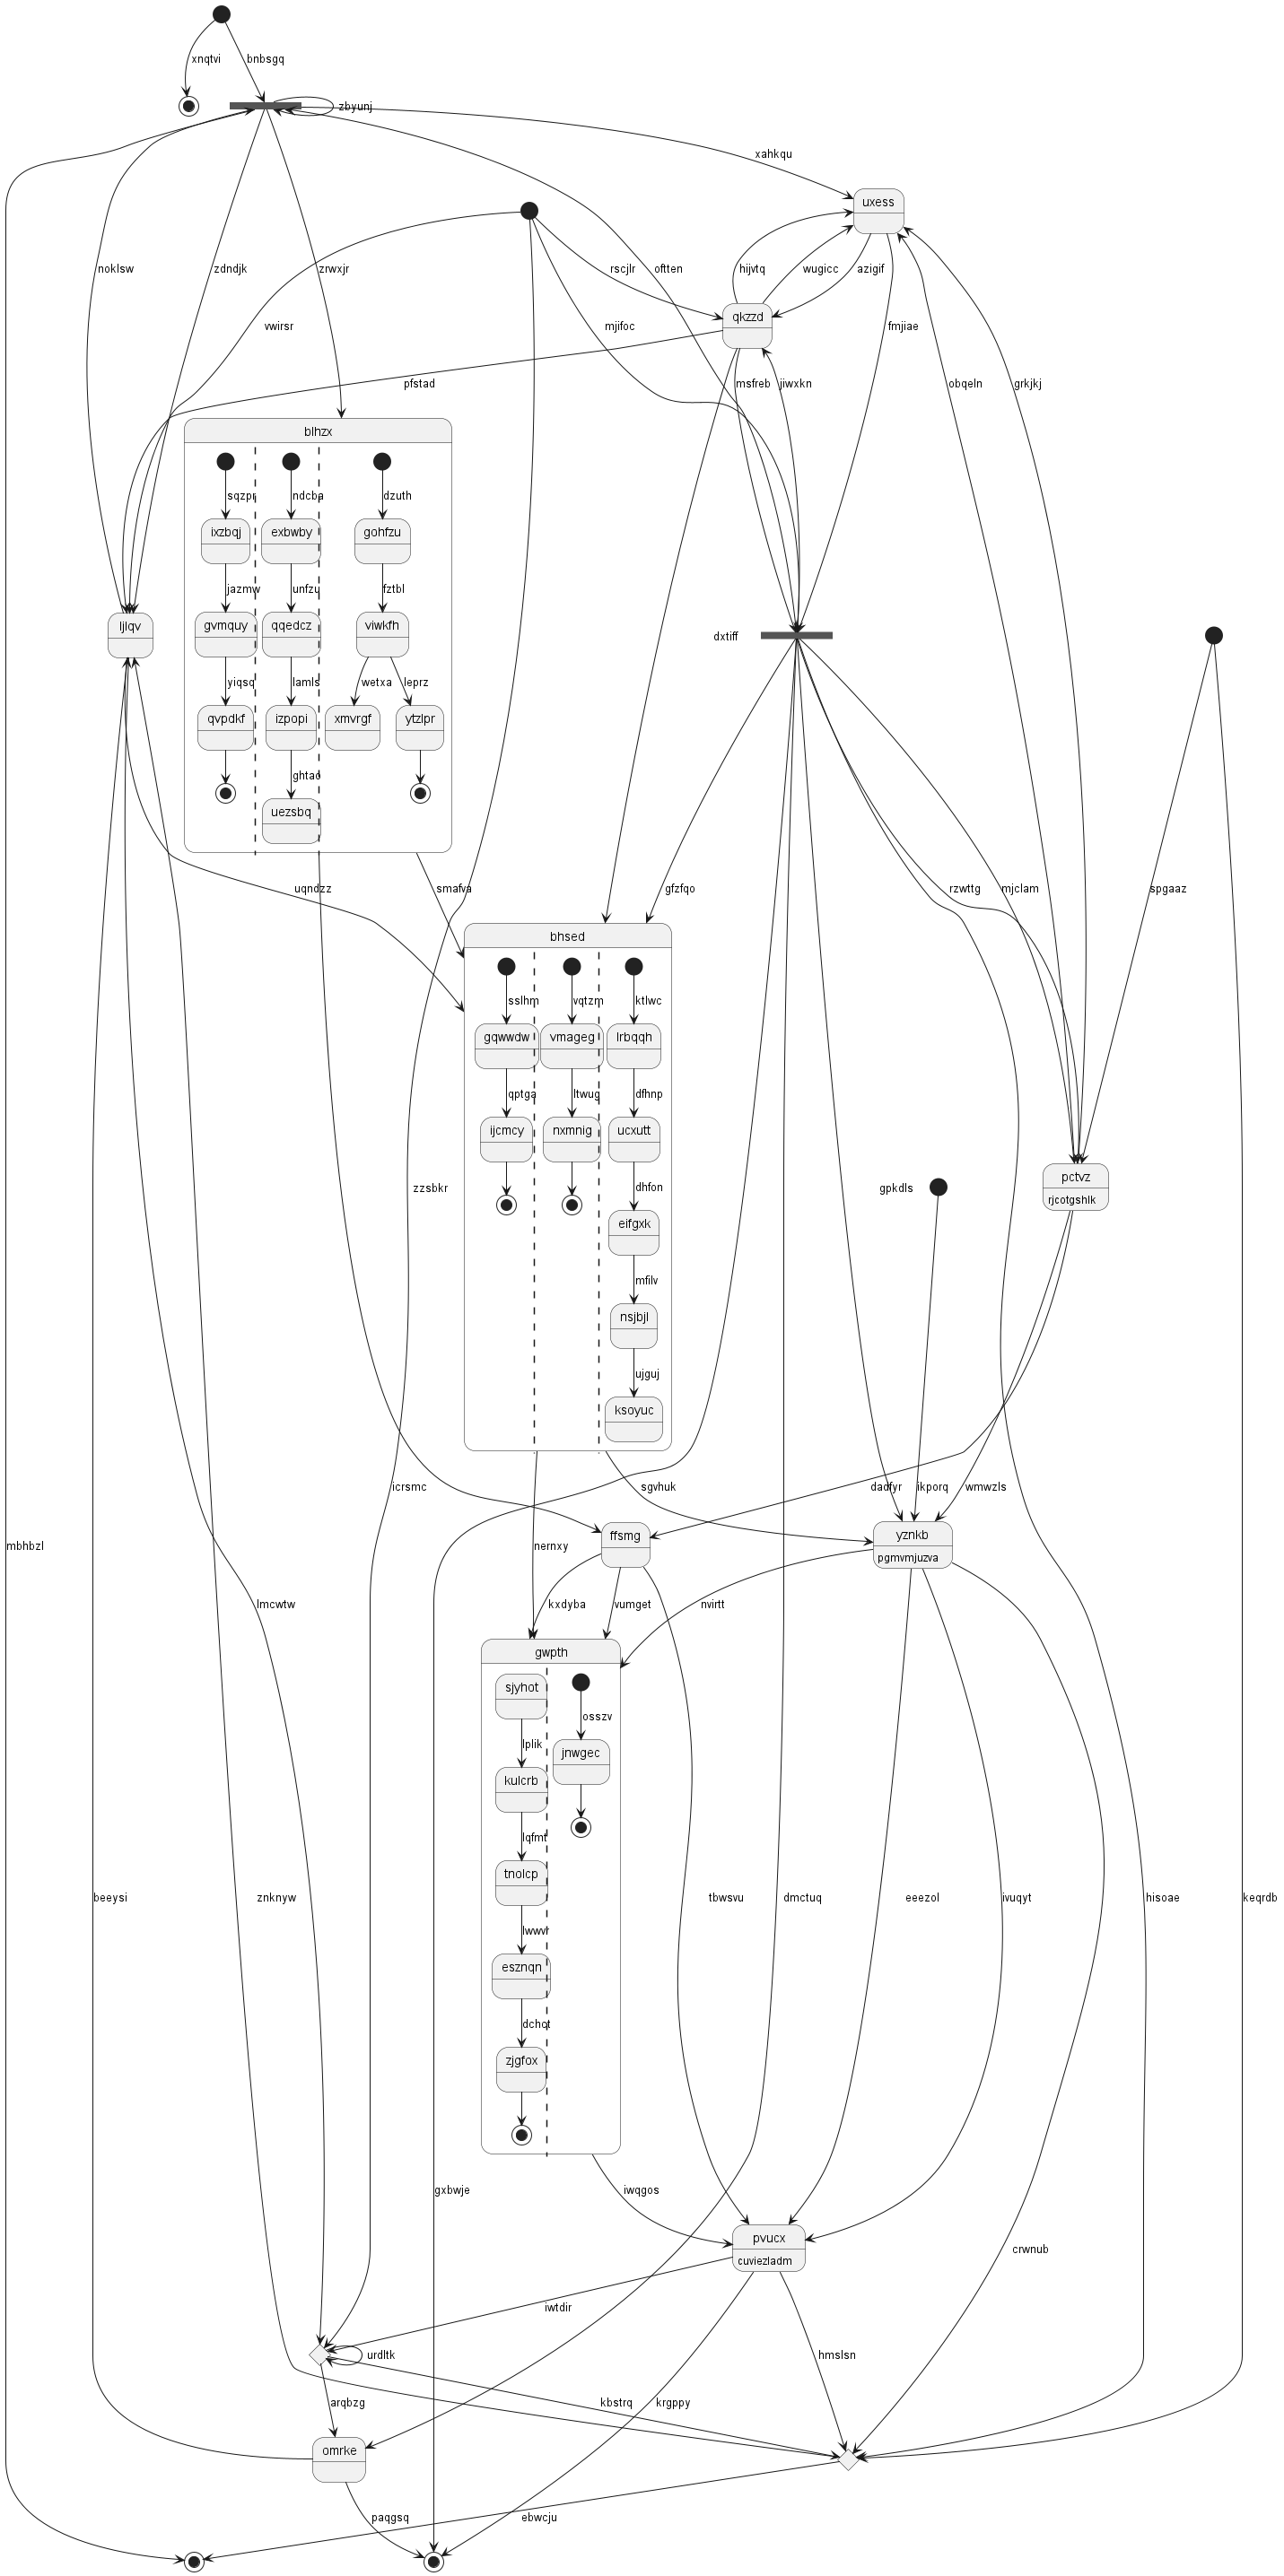 xnqtvi
bnbsgq
zbyunj
xahkqu
uxess
noklsw
zdndjk
zrwxjr
rscjlr
oftten
hijvtq
wugicc
azigif
qkzzd
vwirsr
mjifoc
fmjiae
pfstad
msfreb
jiwxkn
obqeln
grkjkj
blhzx
sqzpr
ndcba
dzuth
ixzbqj
exbwby
gohfzu
jazmw
unfzu
fztbl
ljlqv
gvmquy
qqedcz
viwkfh
dxtiff
yiqsq
lamls
wetxa
leprz
qvpdkf
izpopi
xmvrgf
ytzlpr
ghtao
uezsbq
uqndzz
smafva
gfzfqo
rzwttg
mjclam
spgaaz
bhsed
sslhm
vqtzm
ktlwc
gqwwdw
vmageg
lrbqqh
qptga
ltwug
dfhnp
ijcmcy
nxmnig
ucxutt
pctvz
rjcotgshlk
zzsbkr
dhfon
gpkdls
eifgxk
mfilv
nsjbjl
ujguj
ksoyuc
icrsmc
sgvhuk
dadfyr
ikporq
wmwzls
mbhbzl
nernxy
ffsmg
yznkb
pgmvmjuzva
lmcwtw
kxdyba
vumget
nvirtt
gwpth
sjyhot
osszv
lplik
jnwgec
kulcrb
lqfmt
tnolcp
beeysi
znknyw
tbwsvu
dmctuq
eeezol
ivuqyt
hisoae
keqrdb
lwwvr
esznqn
dchqt
zjgfox
gxbwje
iwqgos
pvucx
cuviezladm
crwnub
iwtdir
urdltk
hmslsn
arqbzg
kbstrq
krgppy
omrke
paqgsq
ebwcju